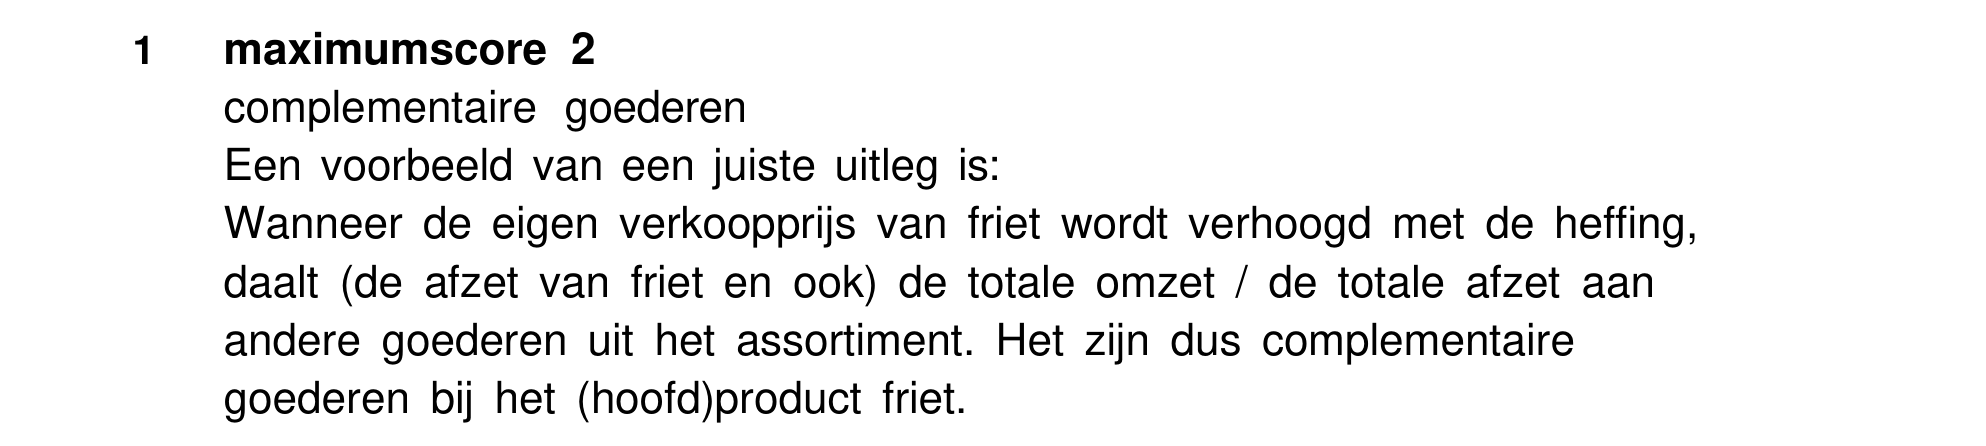 1 maximumscore 2
complementaire goederen
Een voorbeeld van een juiste uitleg is:
Wanneer de eigen verkoopprijs van friet wordt verhoogd met de heffing,
daalt (de afzet van friet en ook) de totale omzet / de totale afzet aan
andere goederen uit het assortiment. Het zijn dus complementaire
goederen bij het (hoofd)product friet.